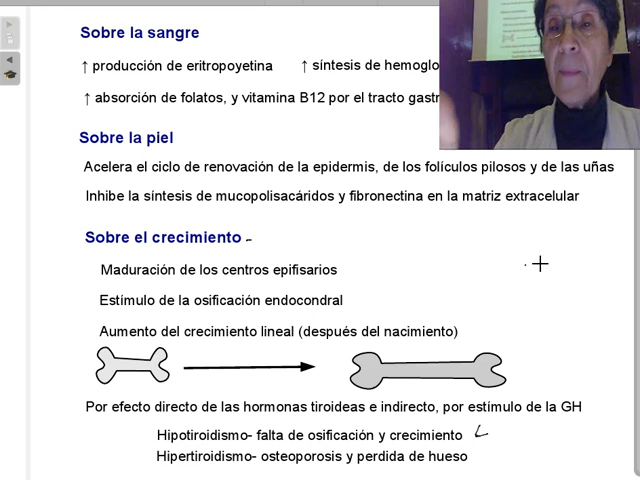 Sobre la sangre
↑ producción de eritropoyetina ↑ síntesis de
↑ absorción de folatos, y vitamina B12 por el tracto
Sobre la piel
Acelera el ciclo de renovación de la epidermis, de los folículos pilosos y de las uñas
Inhibe la síntesis de mucopolisacáridos y fibronectina en la matriz extracelular
Sobre el crecimiento
Maduración de los centros epifisarios
Estímulo de la osificación endocondral
Aumento del crecimiento lineal (después del nacimiento)
Por efecto directo de las hormonas tiroideas e indirecto, por estímulo de la GH
Hipotiroidismo- falta de osificación y crecimiento
Hipertiroidismo- osteoporosis y perdida de hueso